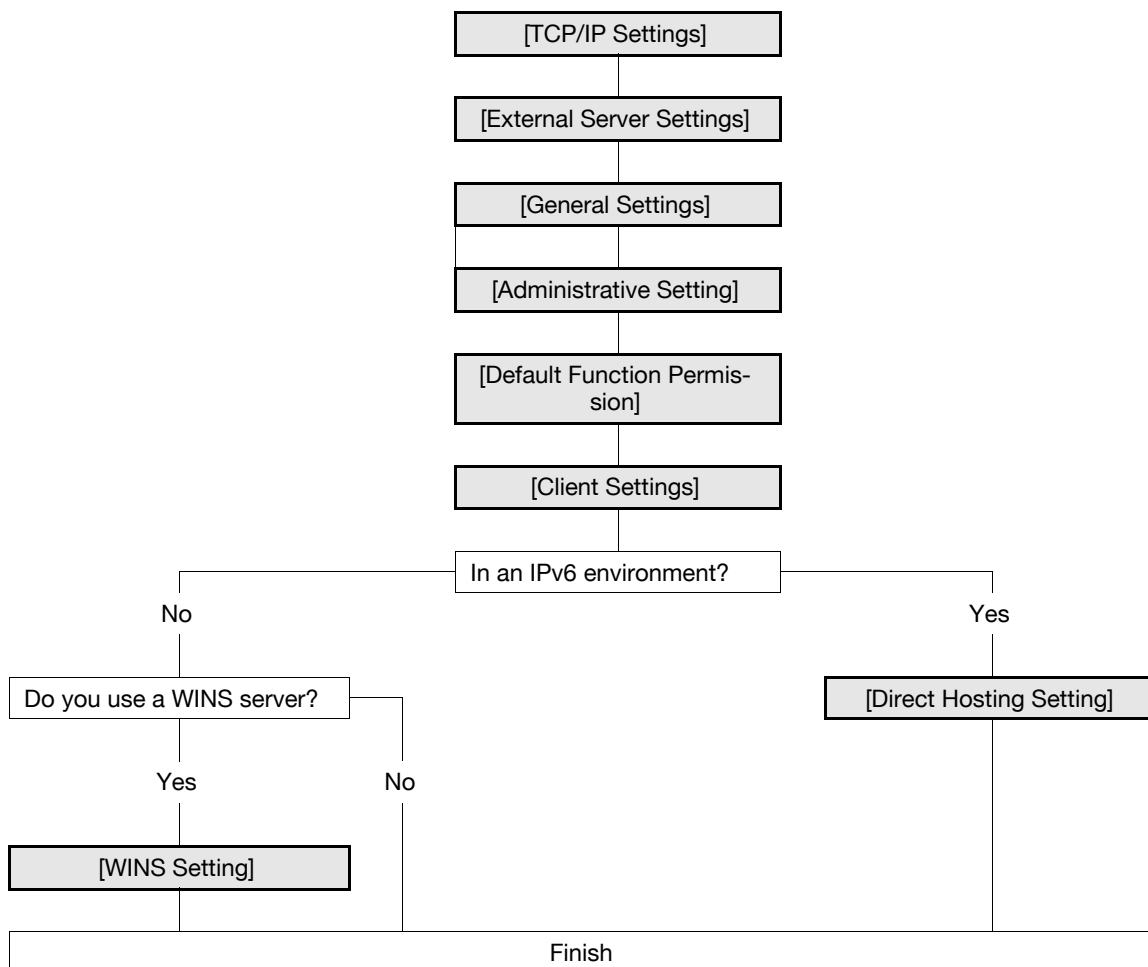 [TCP/IP Settings]
[External Server Settings]
[General Settings]
[Administrative Setting]
[Default Function Permis-
sion]
[Client Settings]
In an IPv6 environment?
No
Yes
Do you use a WINS server?
[Direct Hosting Setting]
Yes
No
[WINS Setting]
Finish